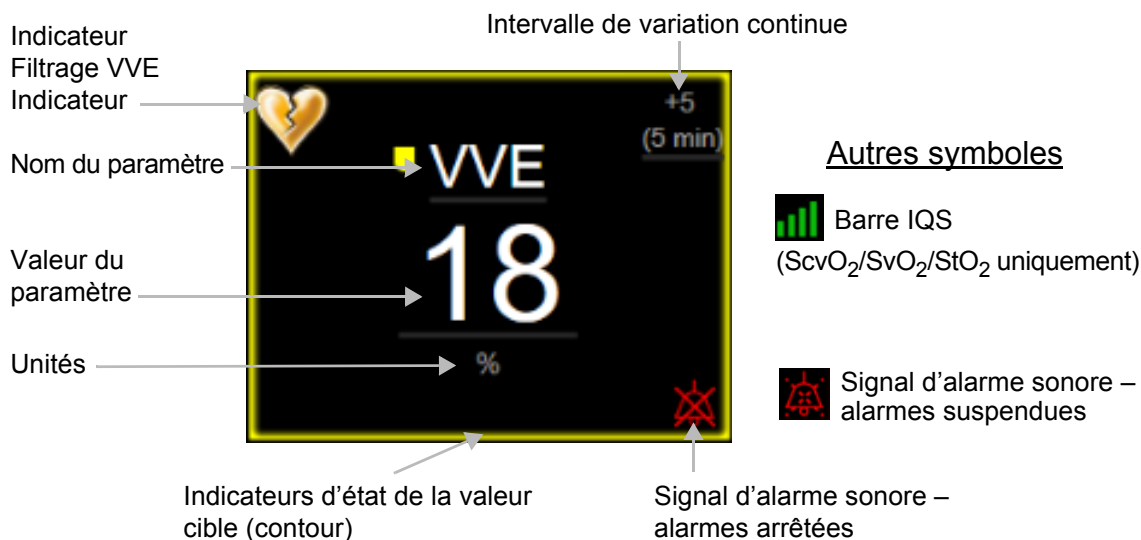 Intervalle de variation continue
Indicateur
Filtrage VVE
Indicateur
+5
(5 min)
Nom du paramètre
VVE
Valeur du
paramètre
18
Unités
%
Indicateurs d’état de la valeur
cible (contour)
Signal d’alarme sonore –
alarmes arrêtées
Autres symboles
Barre IQS
(ScvO₂/SvO₂/StO₂ uniquement)
Signal d’alarme sonore –
alarmes suspendues